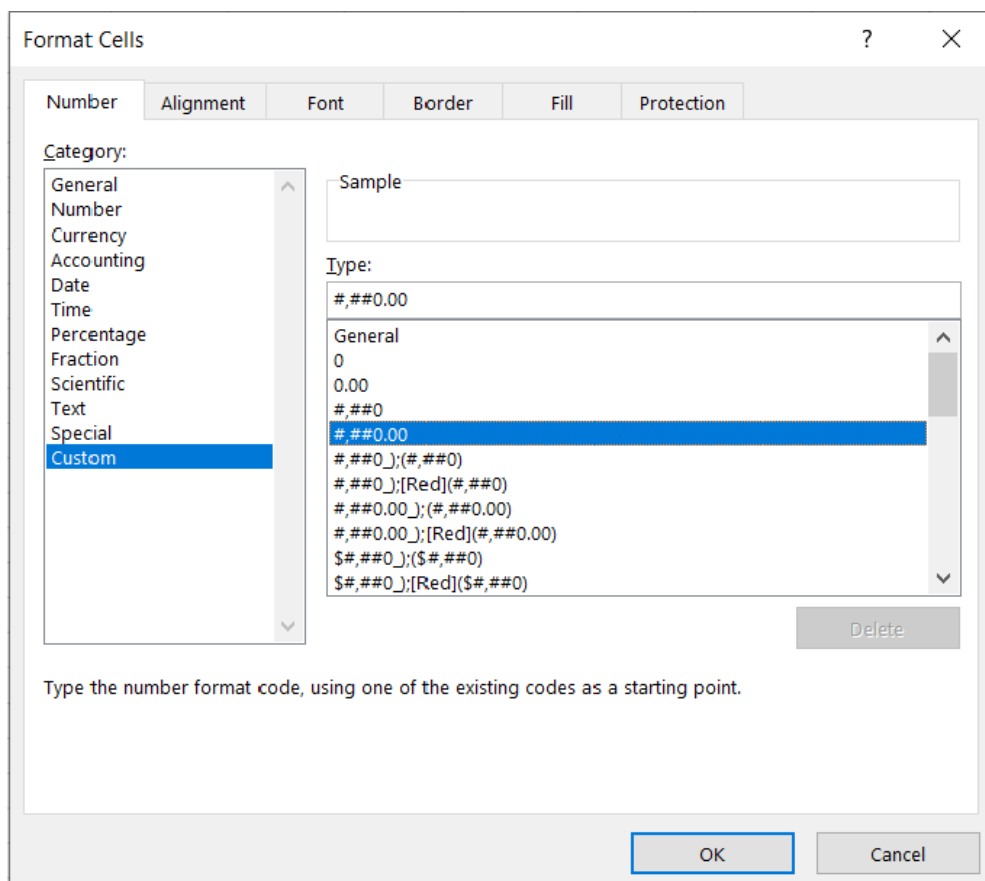 Format Cells
?
Number Alignment Font Border Fill Protection
Category:
General
Number
Currency
Accounting
Date
Time
Percentage
Fraction
Scientific
Text
Special
Custom
Sample
Type:
#,##0.00
General
0
0.00
#,##0
#,##0.00
#,##0_);(#,##0)
#,##0_);[Red](#,##0)
#,##0.00_);(#,##0.00)
#,##0.00_);[Red](#,##0.00)
$#,##0_);($#,##0)
$#,##0_);[Red]($#,##0)
Delete
Type the number format code, using one of the existing codes as a starting point.
OK Cancel